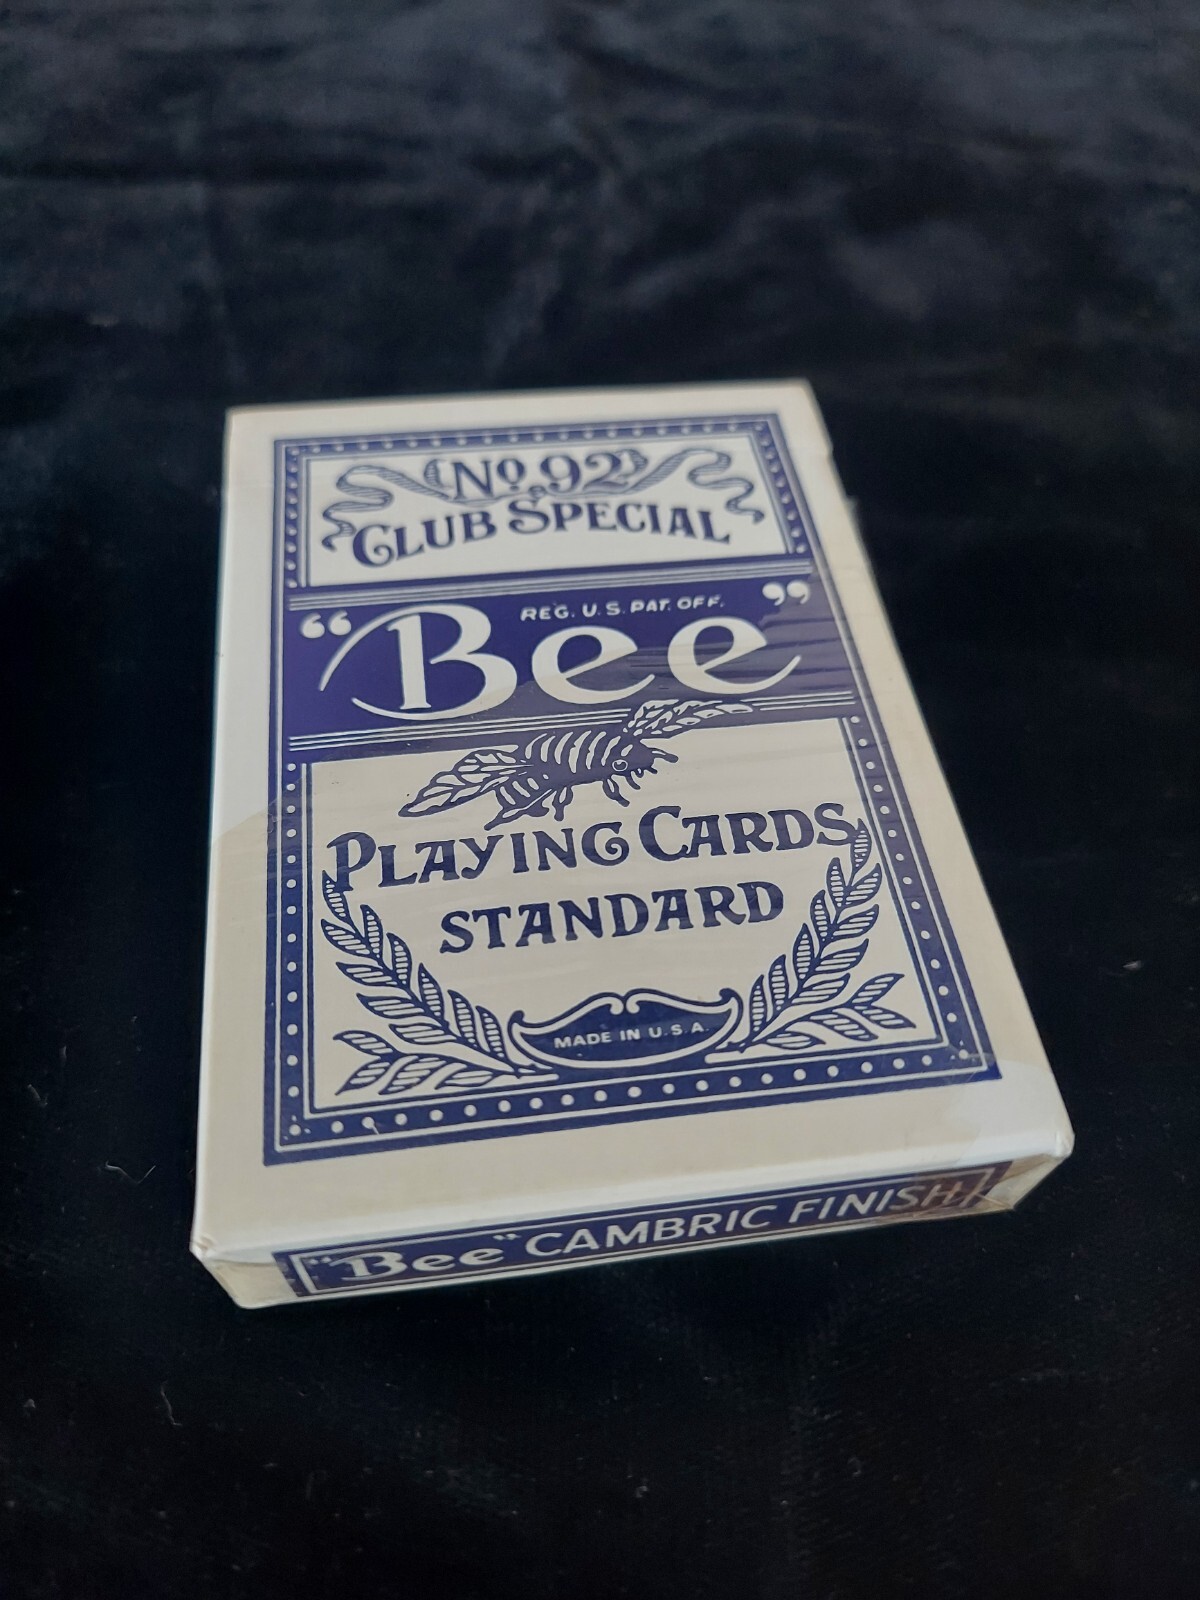 No. 92
CLUB SPECIAL
REG. U.S. PAT. OFF.
“Bee”
PLAYING CARDS
STANDARD
MADE IN U.S.A.
“Bee” CAMBRIC FINISH